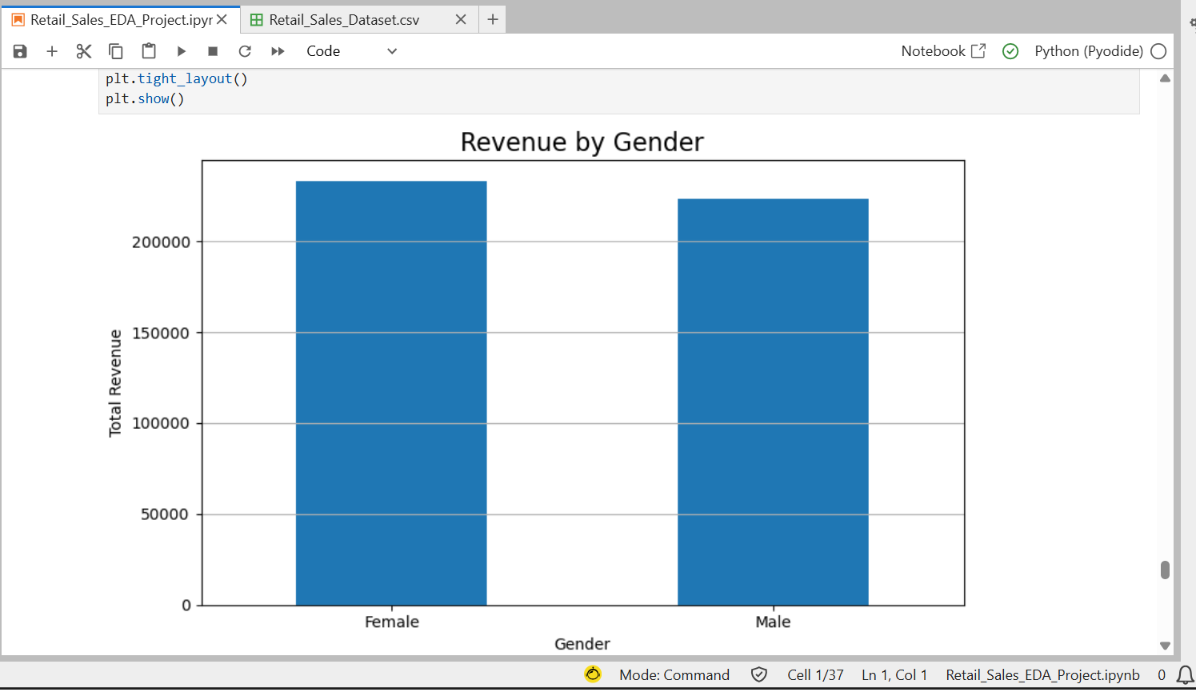 Retail_Sales_EDA_Project.ipyr
Retail_Sales_Dataset.csv
Code
Notebook
Python (Pyodide)
plt.tight_layout()
plt.show()
Revenue by Gender
Total Revenue
200000
150000
100000
50000
0
Female
Male
Gender
Mode: Command
Cell 1/37
Ln 1, Col 1
Retail_Sales_EDA_Project.ipynb
0